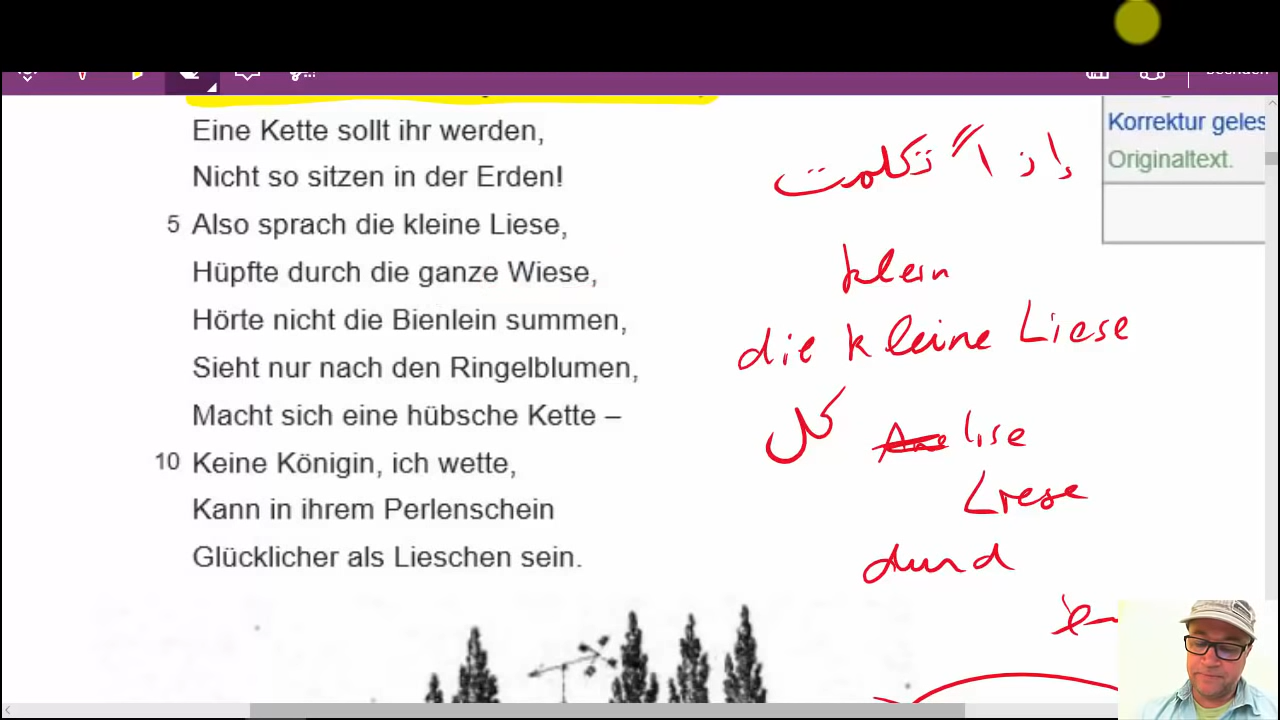 Beenden
Eine Kette sollt ihr werden,
Nicht so sitzen in der Erden!
5 Also sprach die kleine Liese,
Hüpfte durch die ganze Wiese,
Hörte nicht die Bienlein summen,
Sieht nur nach den Ringelblumen,
Macht sich eine hübsche Kette –
10 Keine Königin, ich wette,
Kann in ihrem Perlenschein
Glücklicher als Lieschen sein.
Korrektur geles
Originaltext.
إذاً تكلمت
klein
die kleine Liese
كل
lise
Liese